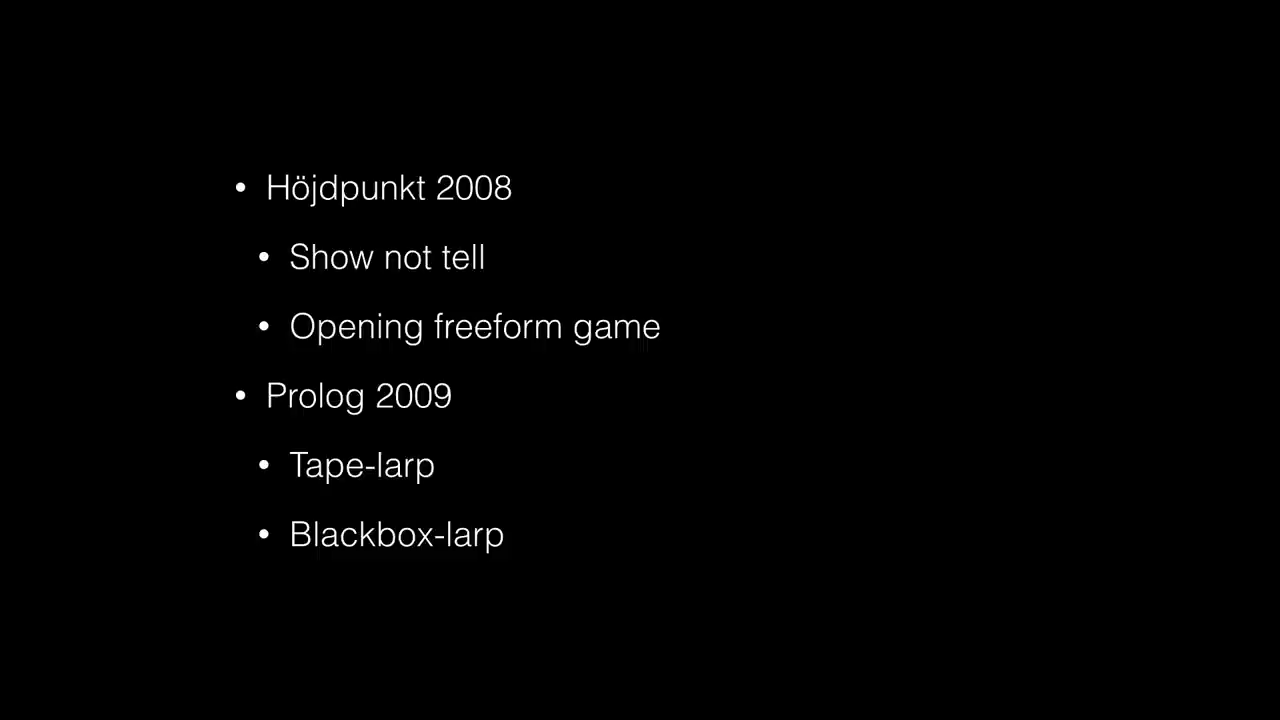 • Höjdpunkt 2008
• Show not tell
• Opening freeform game
• Prolog 2009
• Tape-larp
• Blackbox-larp